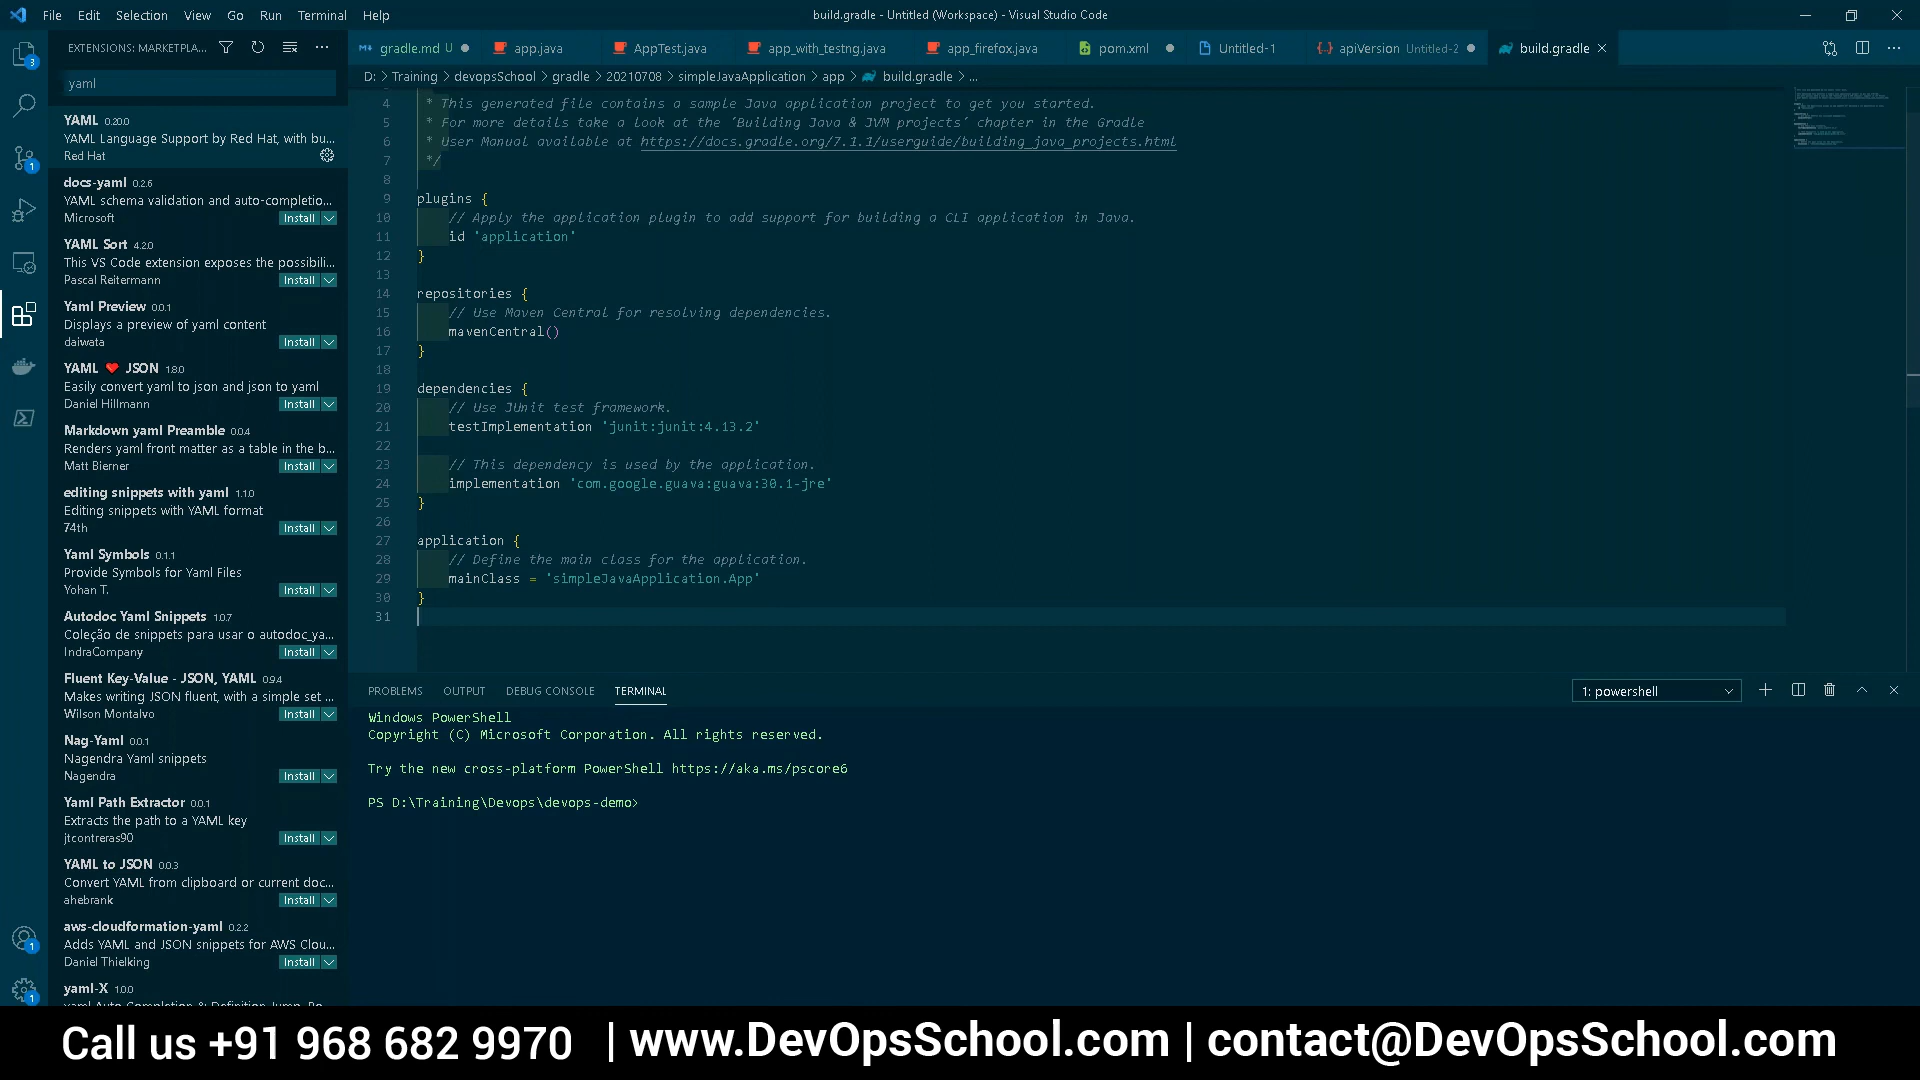 File Edit Selection View Go Run Terminal Help
build.gradle - Untitled (Workspace) - Visual Studio Code
EXTENSIONS: MARKETPLA...
yaml
YAML 0.20.0
YAML Language Support by Red Hat, with bu...
Red Hat
docs-yaml 0.2.6
YAML schema validation and auto-completio...
Microsoft Install
YAML Sort 4.2.0
This VS Code extension exposes the possibili...
Pascal Reitermann Install
Yaml Preview 0.0.1
Displays a preview of yaml content
daiwata Install
YAML ❤ JSON 1.8.0
Easily convert yaml to json and json to yaml
Daniel Hillmann Install
Markdown yaml Preamble 0.0.4
Renders yaml front matter as a table in the b...
Matt Bierner Install
editing snippets with yaml 1.1.0
Editing snippets with YAML format
74th Install
Yaml Symbols 0.1.1
Provide Symbols for Yaml Files
Yohan T. Install
Autodoc Yaml Snippets 1.0.7
Coleção de snippets para usar o autodoc_ya...
IndraCompany Install
Fluent Key-Value - JSON, YAML 0.9.4
Makes writing JSON fluent, with a simple set ...
Wilson Montalvo Install
Nag-Yaml 0.0.1
Nagendra Yaml snippets
Nagendra Install
Yaml Path Extractor 0.0.1
Extracts the path to a YAML key
jtcontreras90 Install
YAML to JSON 0.0.3
Convert YAML from clipboard or current doc...
ahebrank Install
aws-cloudformation-yaml 0.2.2
Adds YAML and JSON snippets for AWS Clou...
Daniel Thielking Install
yaml-X 1.0.0
yaml Auto Completion & Definition Jump, Po
3
1
1
1
gradle.md U app.java AppTest.java app_with_testng.java app_firefox.java pom.xml Untitled-1 apiVersion Untitled-2 build.gradle
D: > Training > devopsSchool > gradle > 20210708 > simpleJavaApplication > app > build.gradle > ...
4 * This generated file contains a sample Java application project to get you started.
5 * For more details take a look at the 'Building Java & JVM projects' chapter in the Gradle
6 * User Manual available at https://docs.gradle.org/7.1.1/userguide/building_java_projects.html
7 */
8
9 plugins {
10 // Apply the application plugin to add support for building a CLI application in Java.
11 id 'application'
12 }
13
14 repositories {
15 // Use Maven Central for resolving dependencies.
16 mavenCentral()
17 }
18
19 dependencies {
20 // Use JUnit test framework.
21 testImplementation 'junit:junit:4.13.2'
22
23 // This dependency is used by the application.
24 implementation 'com.google.guava:guava:30.1-jre'
25 }
26
27 application {
28 // Define the main class for the application.
29 mainClass = 'simpleJavaApplication.App'
30 }
31
PROBLEMS OUTPUT DEBUG CONSOLE TERMINAL 1: powershell
Windows PowerShell
Copyright (C) Microsoft Corporation. All rights reserved.
Try the new cross-platform PowerShell https://aka.ms/pscore6
PS D:\Training\Devops\devops-demo>
Call us +91 968 682 9970 | www.DevOpsSchool.com | contact@DevOpsSchool.com